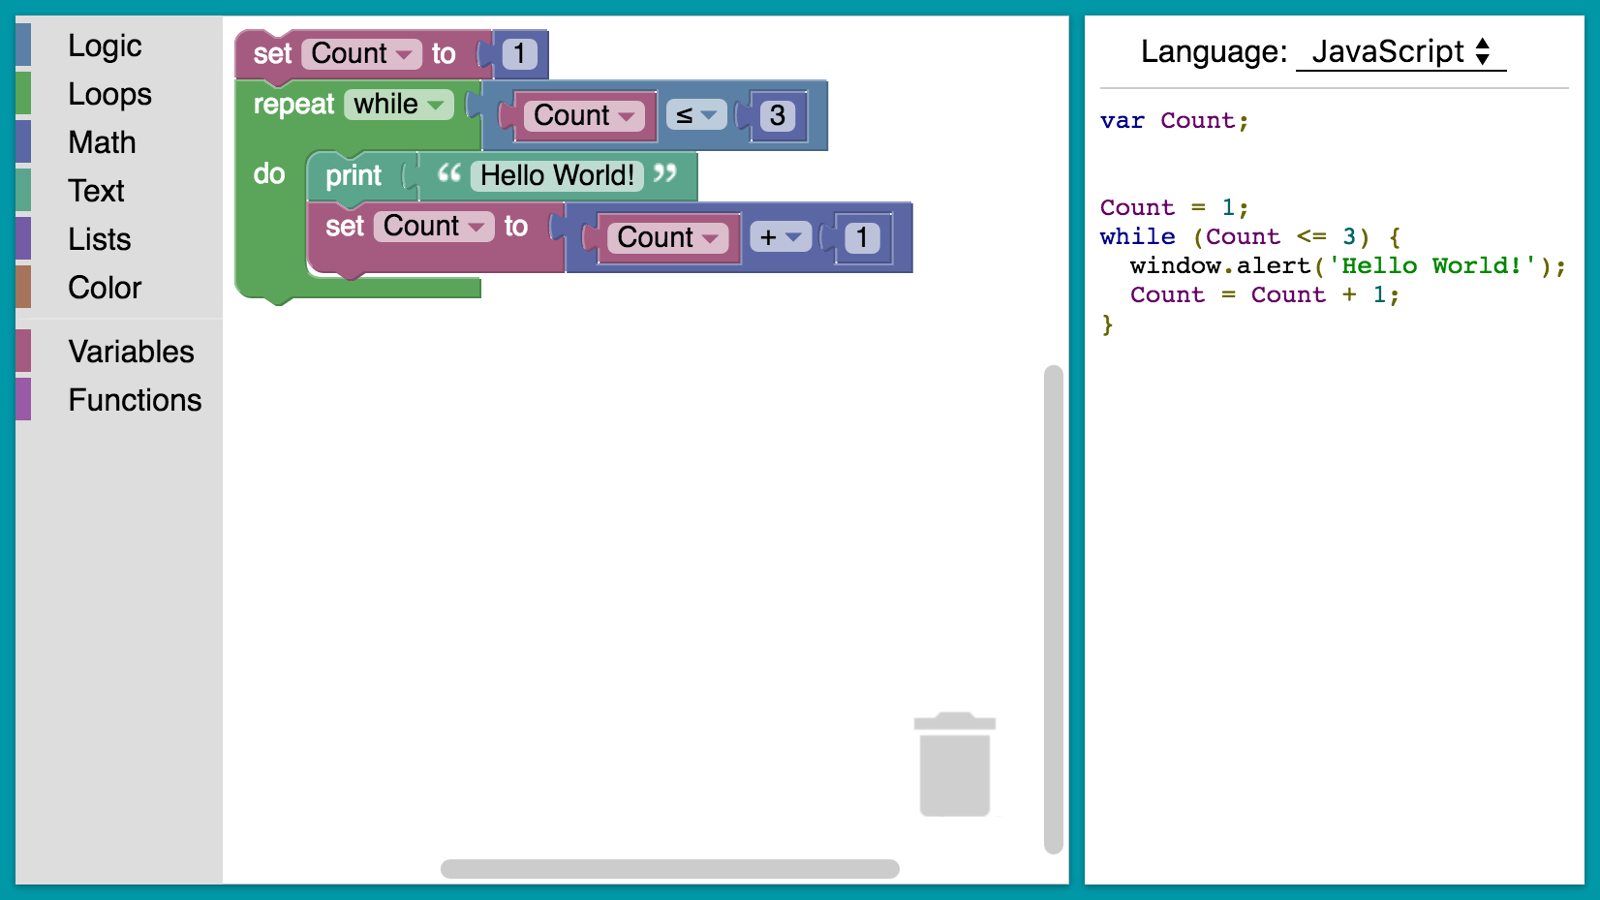 Logic
Loops
Math
Text
Lists
Color
Variables
Functions
set Count to 1
repeat while Count ≤ 3
do print “ Hello World! ”
set Count to Count + 1
Language: JavaScript
var Count;
Count = 1;
while (Count <= 3) {
window.alert('Hello World!');
Count = Count + 1;
}